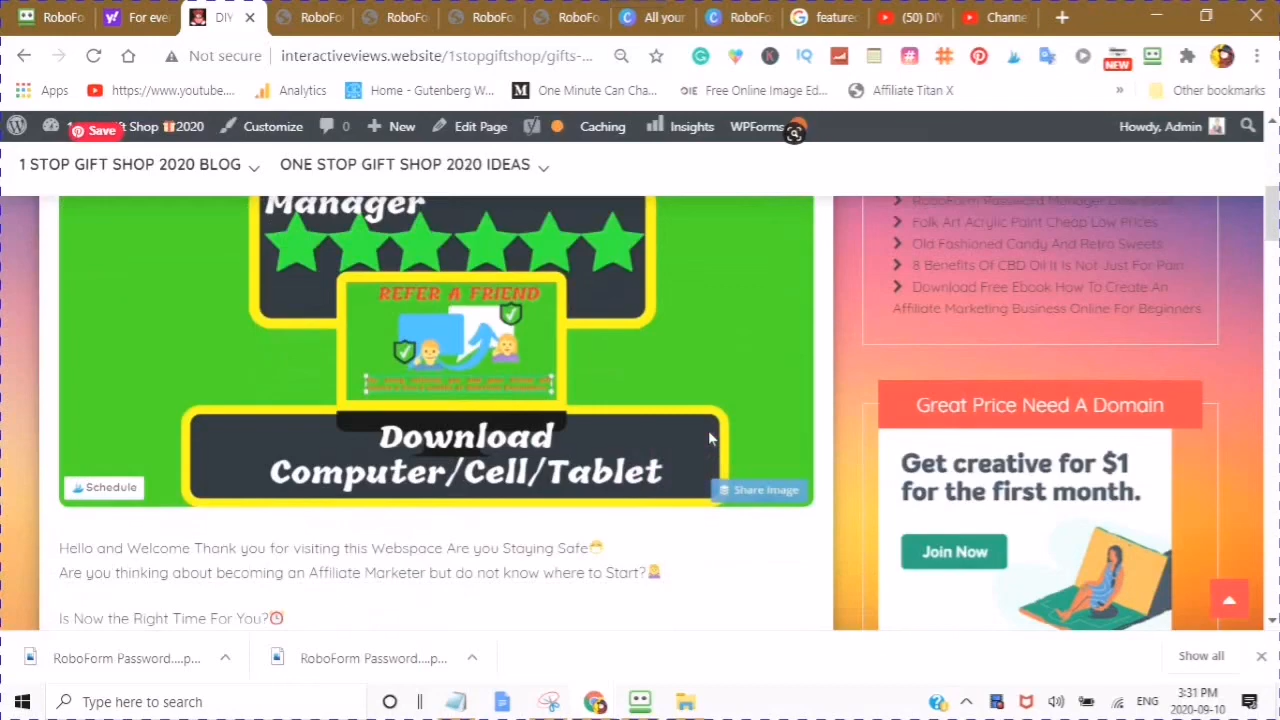 RoboFo
For eve
DIY
RoboFo
RoboFo
RoboFo
RoboFo
All your
RoboFo
feature
(50) DIY
Channe
Not secure
interactiveviews.website/1stopgiftshop/gifts-...
NEW
Apps
https://www.youtube....
Analytics
Home - Gutenberg W...
One Minute Can Cha...
Free Online Image Ed...
Affiliate Titan X
»
Other bookmarks
Save
Gift Shop 🎁2020
Customize
0
New
Edit Page
Caching
Insights
WPForms
Howdy, Admin
1 STOP GIFT SHOP 2020 BLOG
ONE STOP GIFT SHOP 2020 IDEAS
Manager
REFER A FRIEND
Download
Computer/Cell/Tablet
Schedule
Share Image
RoboForm Password Manager Download
Folk Art Acrylic Paint Cheap Low Prices
Old Fashioned Candy And Retro Sweets
8 Benefits Of CBD Oil It Is Not Just For Pain
Download Free Ebook How To Create An
Affiliate Marketing Business Online For Beginners
Great Price Need A Domain
Get creative for $1
for the first month.
Join Now
Hello and Welcome Thank you for visiting this Webspace Are you Staying Safe😷
Are you thinking about becoming an Affiliate Marketer but do not know where to Start?🤷
Is Now the Right Time For You?⏰
RoboForm Password....p...
RoboForm Password....p...
Show all
Type here to search
ENG
3:31 PM
2020-09-10